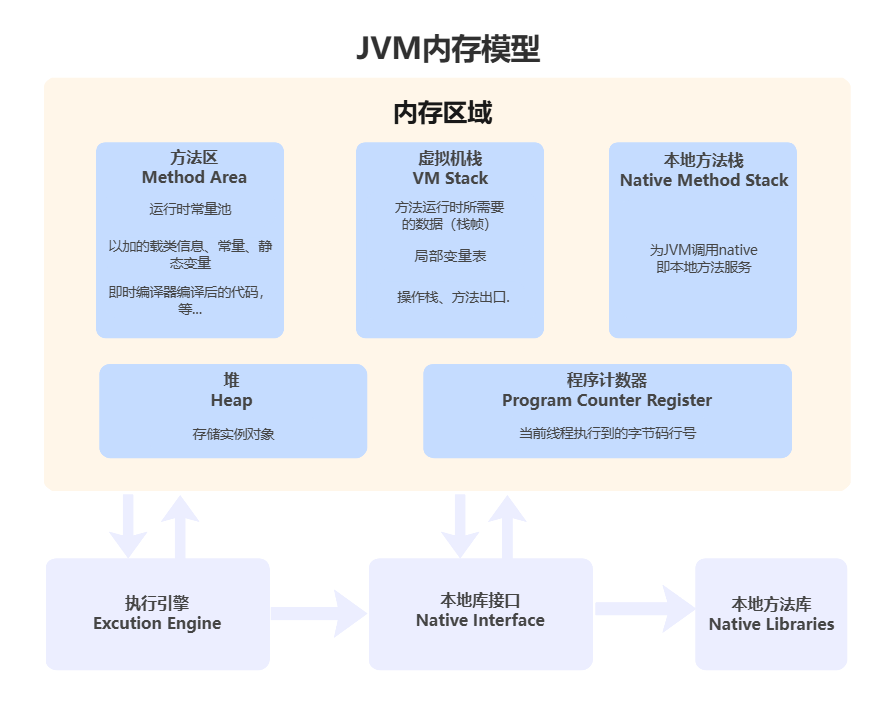 JVM内存模型
内存区域
方法区
Method Area
运行时常量池
以加的载类信息、常量、静
态变量
即时编译器编译后的代码，
等...
虚拟机栈
VM Stack
方法运行时所需要
的数据（栈帧）
局部变量表
操作栈、方法出口.
本地方法栈
Native Method Stack
为JVM调用native
即本地方法服务
堆
Heap
存储实例对象
程序计数器
Program Counter Register
当前线程执行到的字节码行号
执行引擎
Excution Engine
本地库接口
Native Interface
本地方法库
Native Libraries